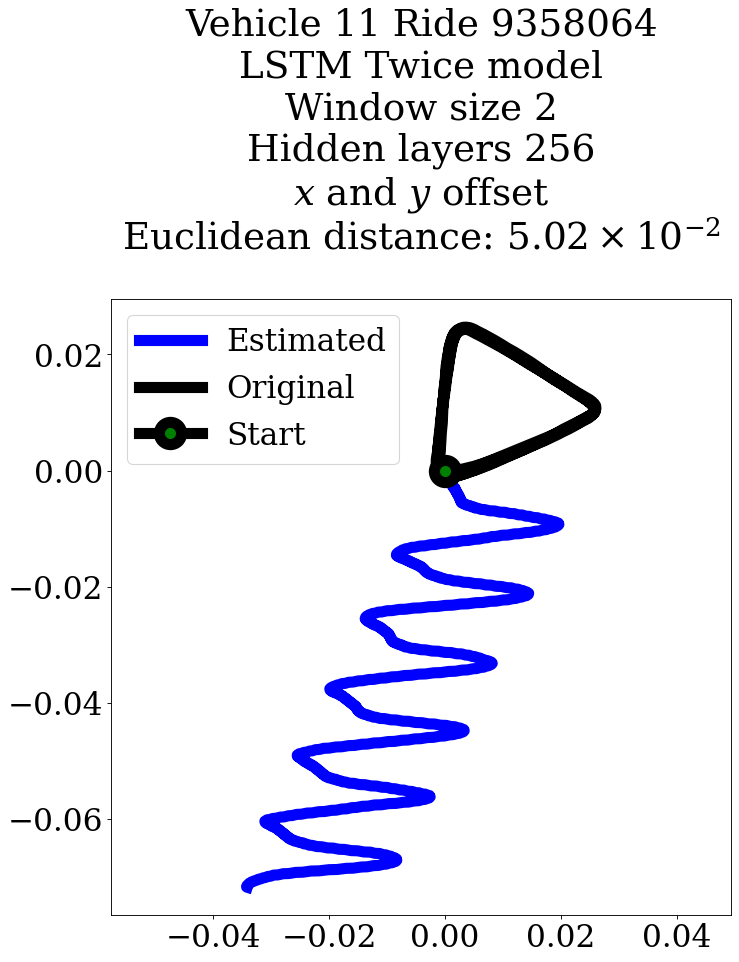 Vehicle 11 Ride 9358064
LSTM Twice model
Window size 2
Hidden layers 256
x and y offset
Euclidean distance: 5.02 × 10⁻²
Estimated
Original
Start
0.02
0.00
−0.02
−0.04
−0.06
−0.04 −0.02 0.00 0.02 0.04